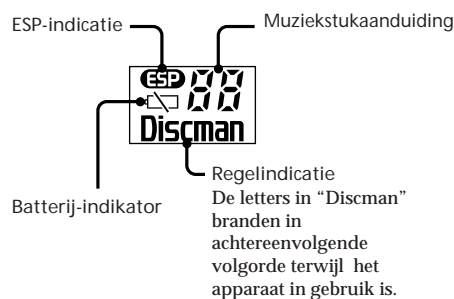 ESP-indicatie
Muziekstukaanduiding
ESP 88
Discman
Regelindicatie
De letters in “Discman”
branden in
achtereenvolgende
volgorde terwijl het
apparaat in gebruik is.
Batterij-indikator